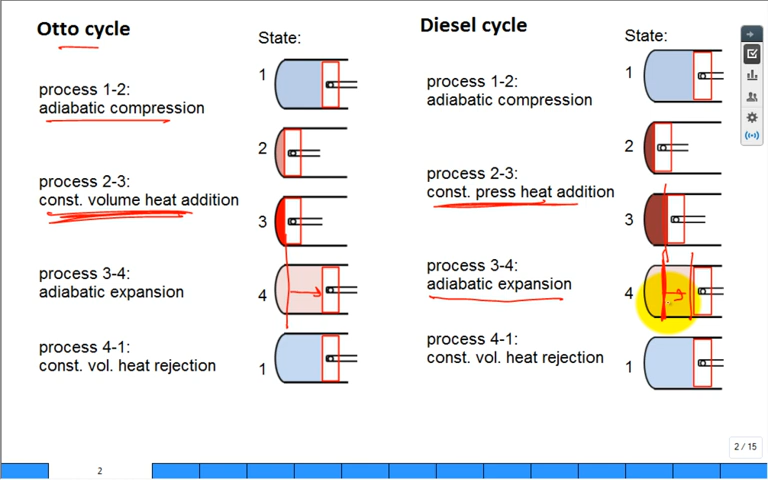 Otto cycle
State:
process 1-2:
adiabatic compression
1
2
process 2-3:
const. volume heat addition
3
process 3-4:
adiabatic expansion
4
process 4-1:
const. vol. heat rejection
1
Diesel cycle
State:
process 1-2:
adiabatic compression
1
2
process 2-3:
const. press heat addition
3
process 3-4:
adiabatic expansion
4
process 4-1:
const. vol. heat rejection
1
2 / 15
2